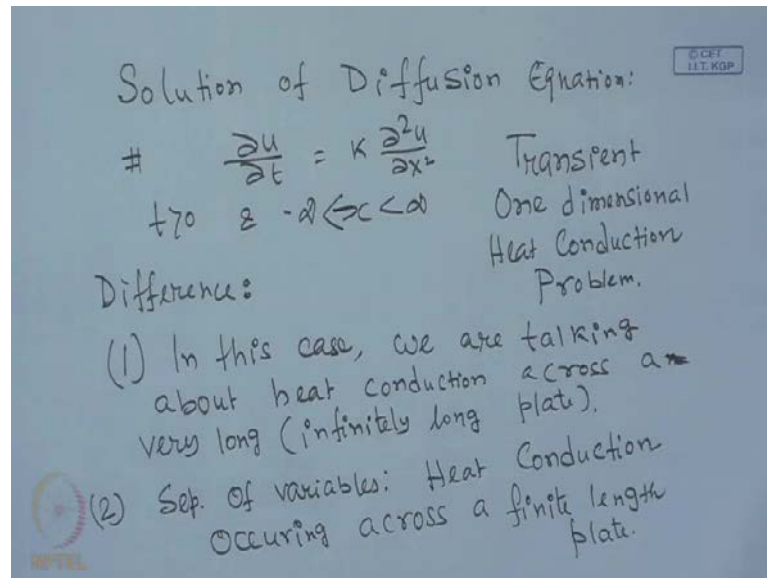 © CET
I.I.T. KGP
Solution of Diffusion Equation:
# ∂u/∂t = K ∂²u/∂x² Transient
t>0 & -∞<x<∞ One dimensional
Heat Conduction
Problem.
Difference:
(1) In this case, we are talking
about heat conduction across a
very long (infinitely long plate).
(2) Sep. of variables: Heat Conduction
Occuring across a finite length
plate.
NPTEL